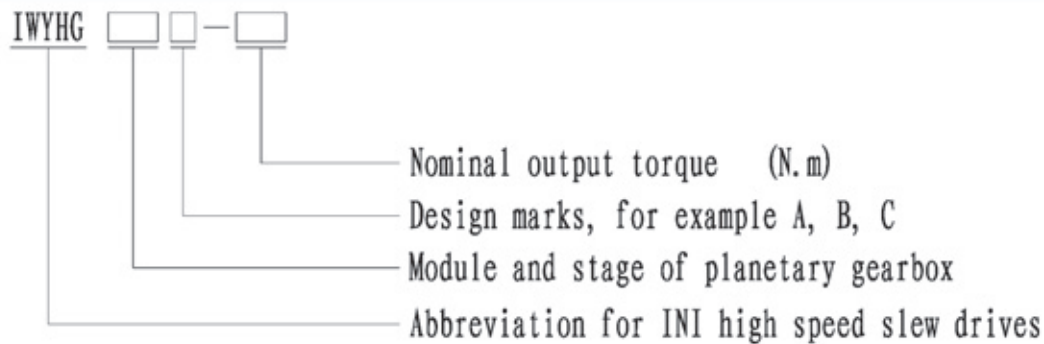 IWYHG □ □ — □
Nominal output torque (N.m)
Design marks, for example A, B, C
Module and stage of planetary gearbox
Abbreviation for INI high speed slew drives